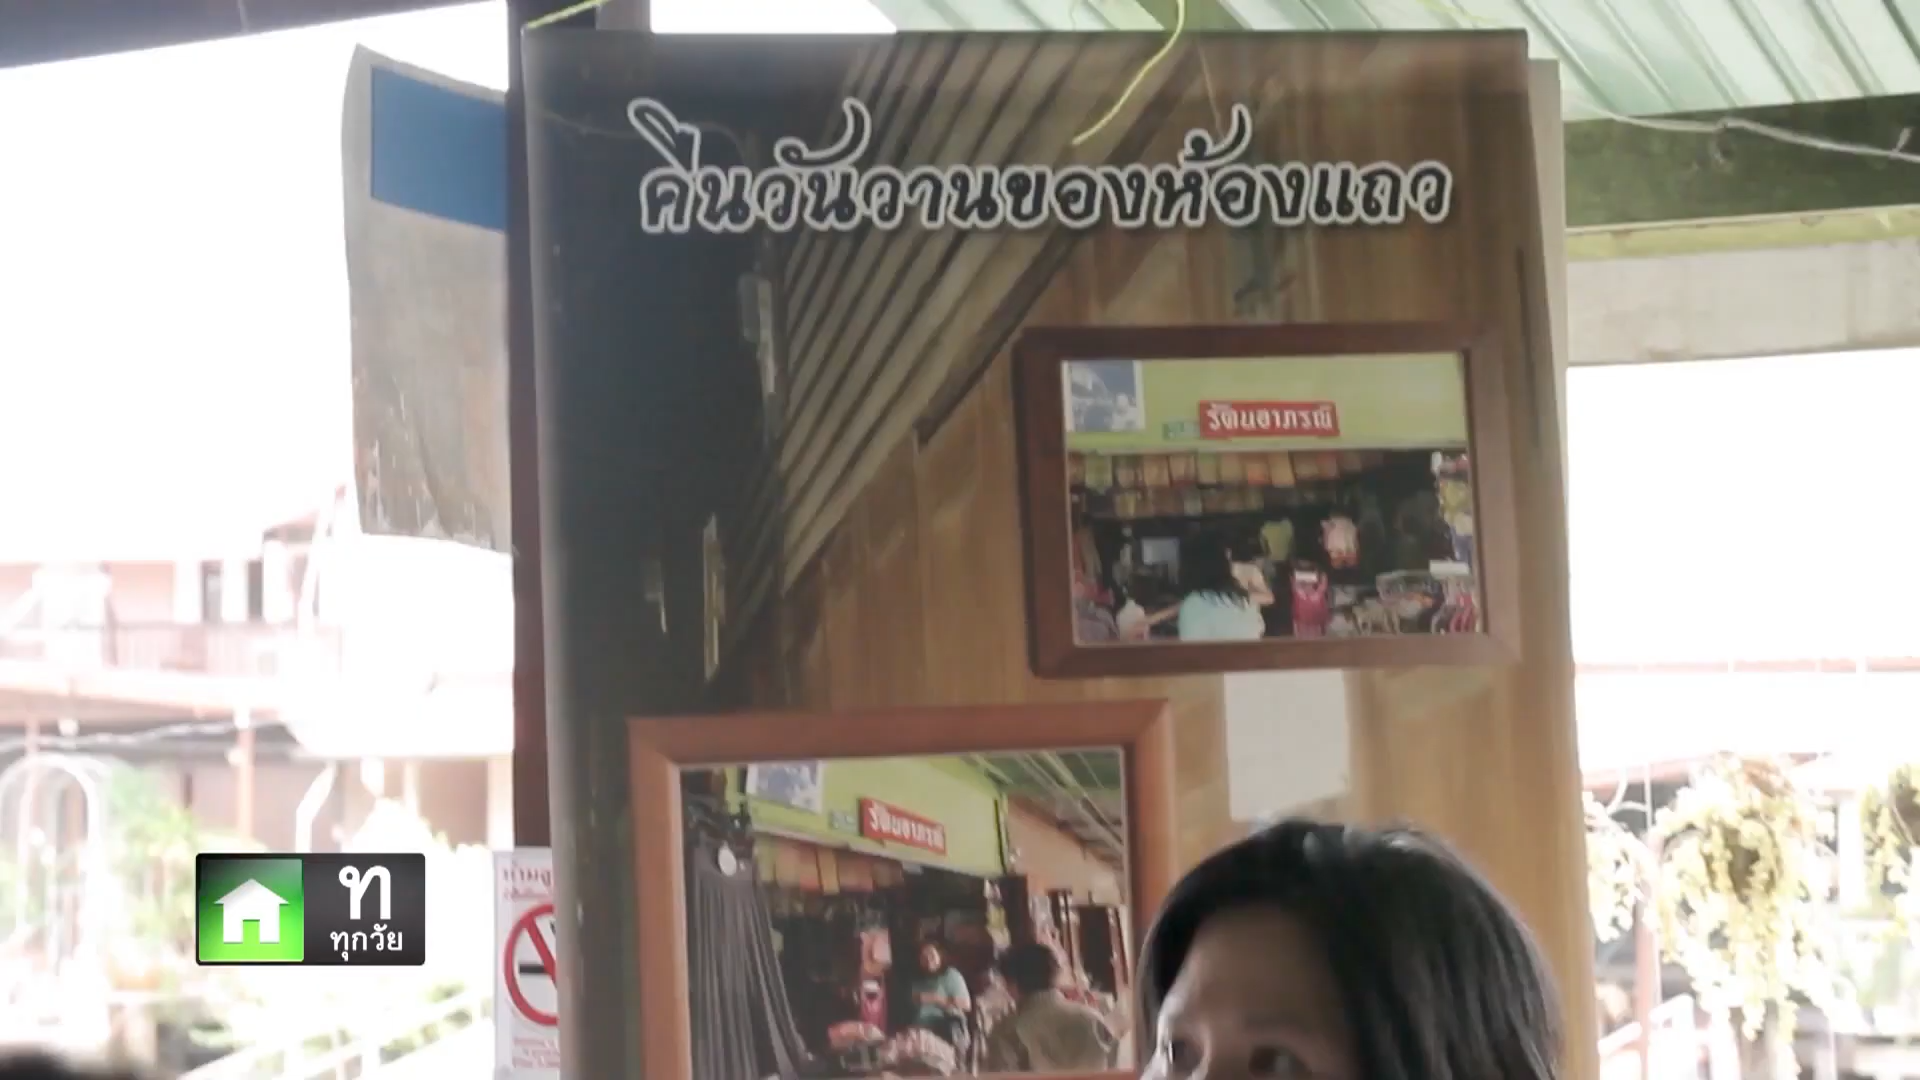 คืนวันวานของห้องแถว
รัตนอาภรณ์
รัตนอาภรณ์
ท
ทุกวัย